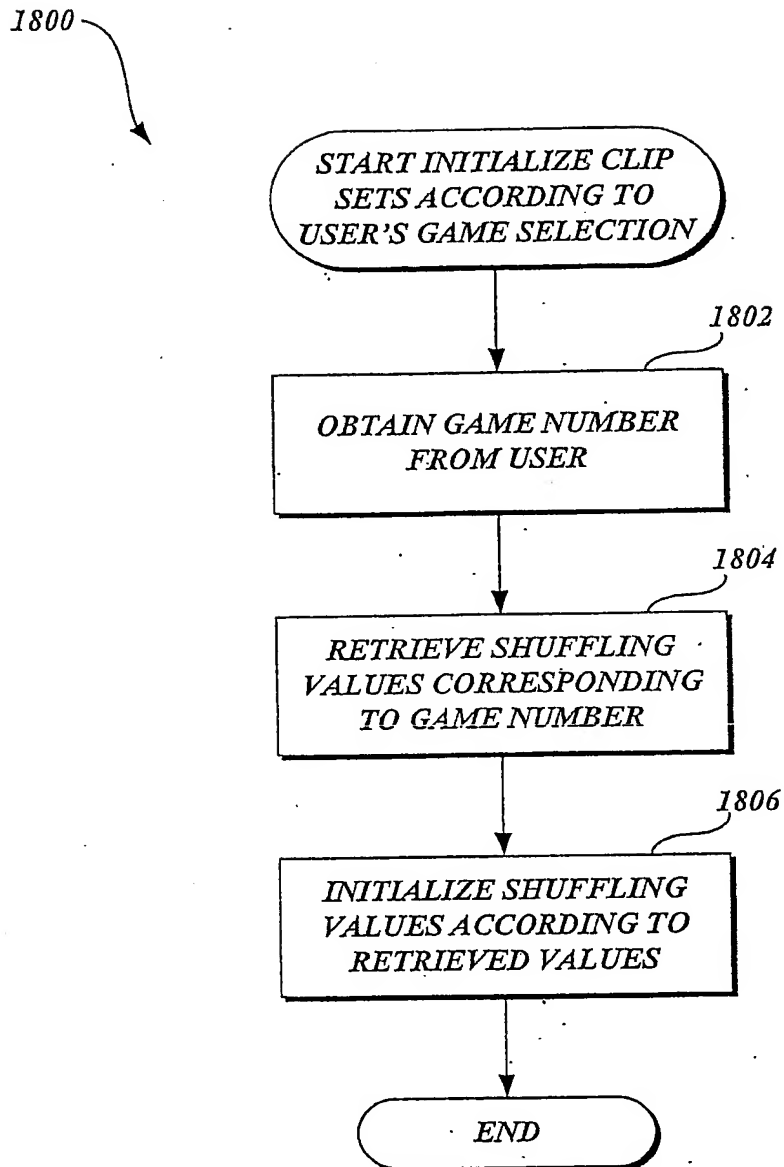 1800
START INITIALIZE CLIP
SETS ACCORDING TO
USER'S GAME SELECTION
1802
OBTAIN GAME NUMBER
FROM USER
1804
RETRIEVE SHUFFLING
VALUES CORRESPONDING
TO GAME NUMBER
1806
INITIALIZE SHUFFLING
VALUES ACCORDING TO
RETRIEVED VALUES
END